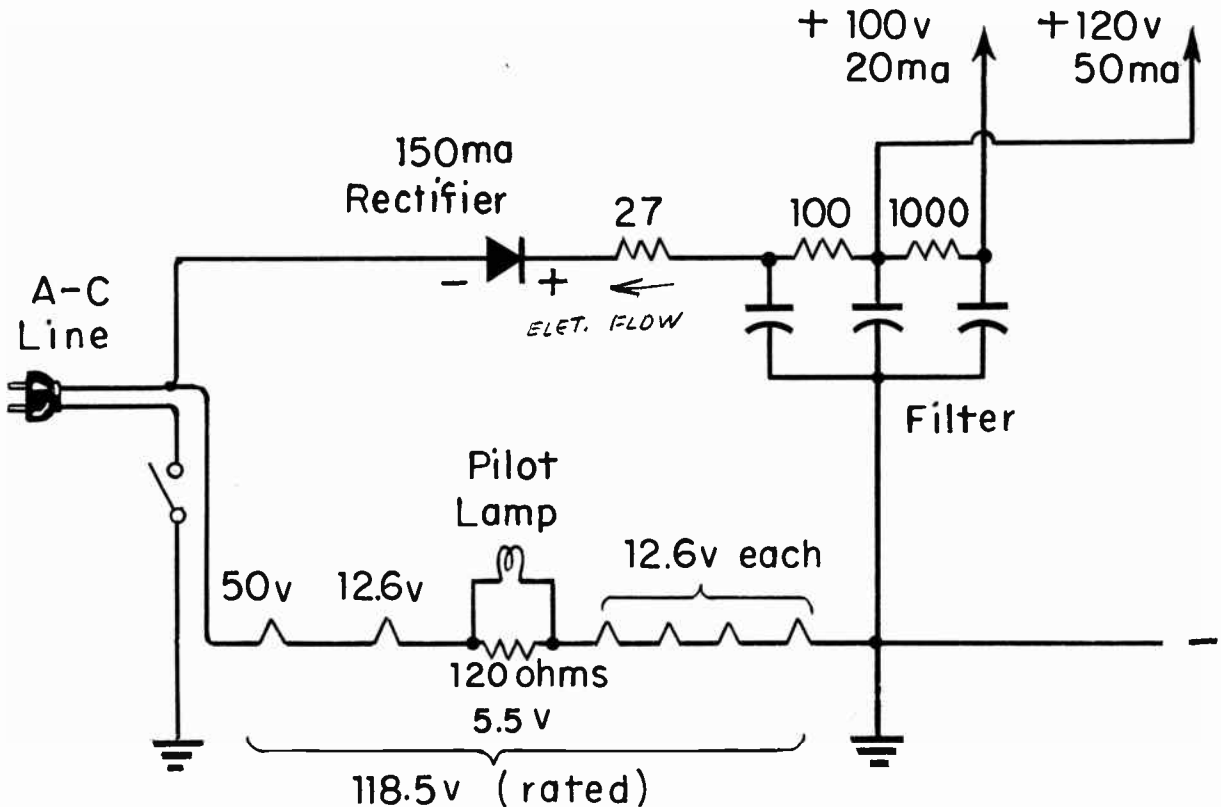 + 100v
20ma
+120v
50ma
150ma
Rectifier
27
100
1000
- +
ELET. FLOW
A-C
Line
Filter
Pilot
Lamp
12.6v each
50v
12.6v
120 ohms
5.5 v
-
118.5v (rated)